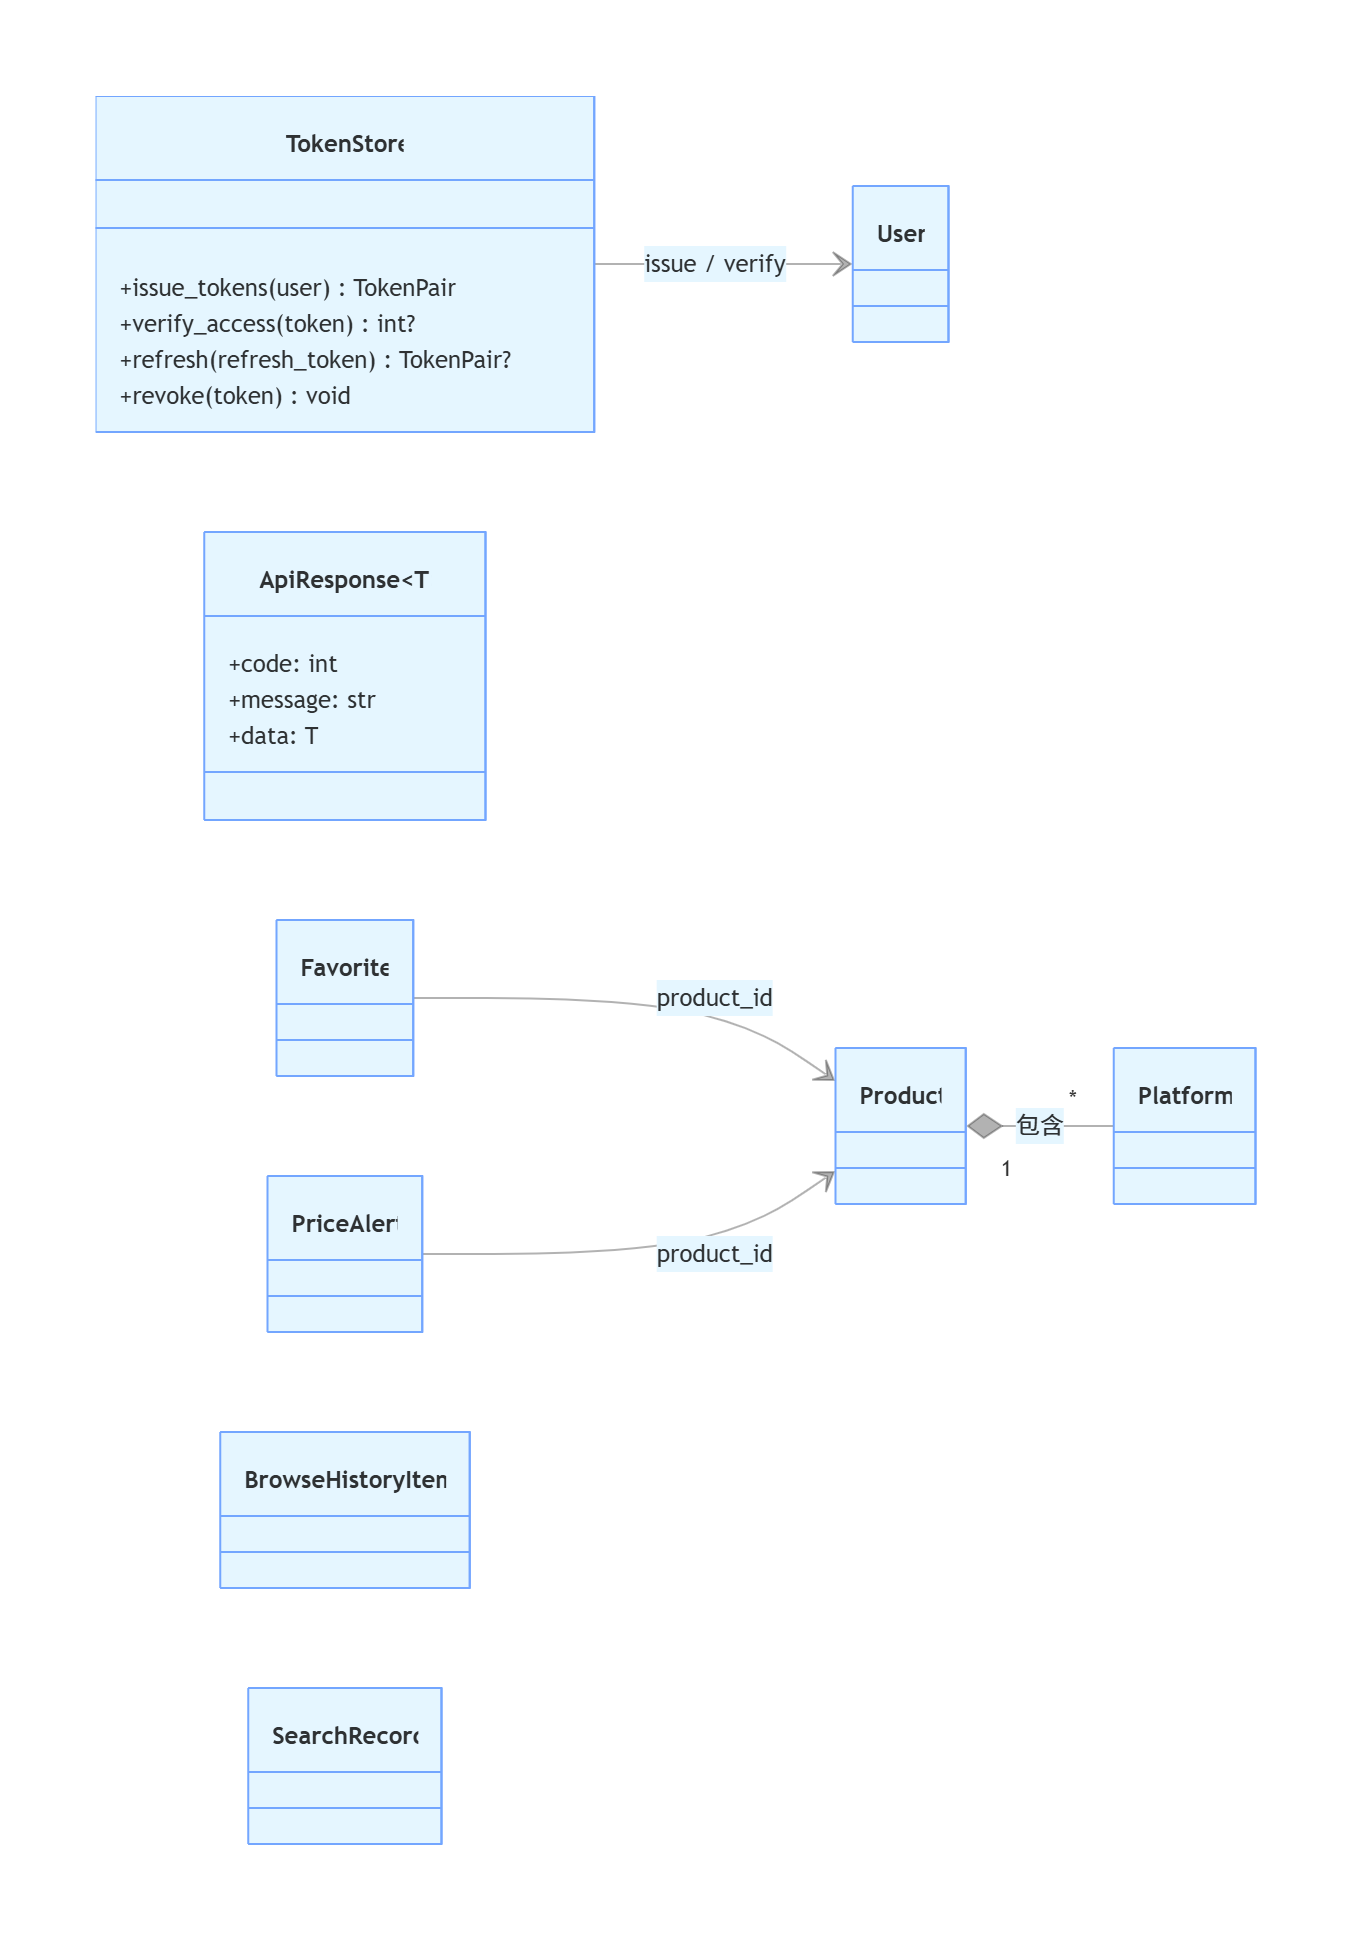 TokenStore
+issue_tokens(user) : TokenPair
+verify_access(token) : int?
+refresh(refresh_token) : TokenPair?
+revoke(token) : void
issue / verify
User
ApiResponse<T
+code: int
+message: str
+data: T
Favorite
product_id
Product
*
包含
1
Platform
PriceAlert
product_id
BrowseHistoryItem
SearchRecord